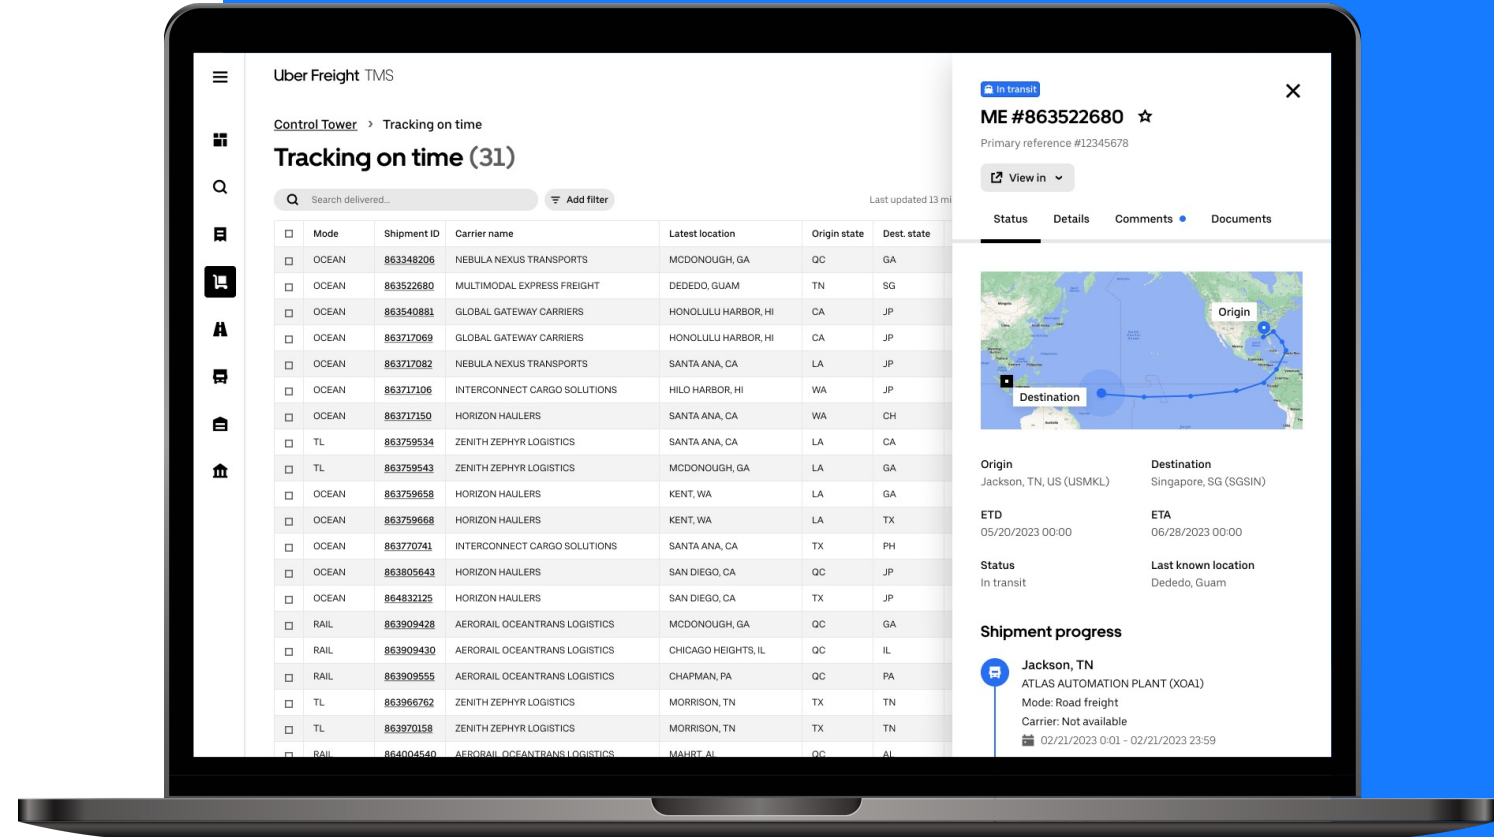 Uber Freight TMS
Control Tower > Tracking on time
Tracking on time (31)
Search delivered...
Add filter
Last updated 13 mi
Mode Shipment ID Carrier name Latest location Origin state Dest. state
OCEAN 863348206 NEBULA NEXUS TRANSPORTS MCDONOUGH, GA QC GA
OCEAN 863522680 MULTIMODAL EXPRESS FREIGHT DEDEDO, GUAM TN SG
OCEAN 863540881 GLOBAL GATEWAY CARRIERS HONOLULU HARBOR, HI CA JP
OCEAN 863717069 GLOBAL GATEWAY CARRIERS HONOLULU HARBOR, HI CA JP
OCEAN 863717082 NEBULA NEXUS TRANSPORTS SANTA ANA, CA LA JP
OCEAN 863717106 INTERCONNECT CARGO SOLUTIONS HILO HARBOR, HI WA JP
OCEAN 863717150 HORIZON HAULERS SANTA ANA, CA WA CH
TL 863759534 ZENITH ZEPHYR LOGISTICS SANTA ANA, CA LA CA
TL 863759543 ZENITH ZEPHYR LOGISTICS MCDONOUGH, GA LA GA
OCEAN 863759658 HORIZON HAULERS KENT, WA LA GA
OCEAN 863759668 HORIZON HAULERS KENT, WA LA TX
OCEAN 863770741 INTERCONNECT CARGO SOLUTIONS SANTA ANA, CA TX PH
OCEAN 863805643 HORIZON HAULERS SAN DIEGO, CA QC JP
OCEAN 864832125 HORIZON HAULERS SAN DIEGO, CA TX JP
RAIL 863909428 AERORAIL OCEANTRANS LOGISTICS MCDONOUGH, GA QC GA
RAIL 863909430 AERORAIL OCEANTRANS LOGISTICS CHICAGO HEIGHTS, IL QC IL
RAIL 863909555 AERORAIL OCEANTRANS LOGISTICS CHAPMAN, PA QC PA
TL 863966762 ZENITH ZEPHYR LOGISTICS MORRISON, TN TX TN
TL 863970158 ZENITH ZEPHYR LOGISTICS MORRISON, TN TX TN
RAIL 864004540 AERORAIL OCEANTRANS LOGISTICS MAHRT, AL QC AL
In transit
ME #863522680
Primary reference #12345678
View in
Status Details Comments Documents
Origin
Destination
Origin Destination
Jackson, TN, US (USMKL) Singapore, SG (SGSIN)
ETD ETA
05/20/2023 00:00 06/28/2023 00:00
Status Last known location
In transit Dededo, Guam
Shipment progress
Jackson, TN
ATLAS AUTOMATION PLANT (XOA1)
Mode: Road freight
Carrier: Not available
02/21/2023 0:01 - 02/21/2023 23:59